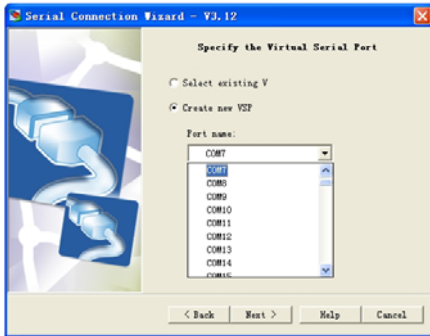 Serial Connection Wizard - V3.12
Specify the Virtual Serial Port
Select existing V
Create new VSP
Port name:
COM7
COM7
COM8
COM9
COM10
COM11
COM12
COM13
COM14
COM15
< Back Next > Help Cancel